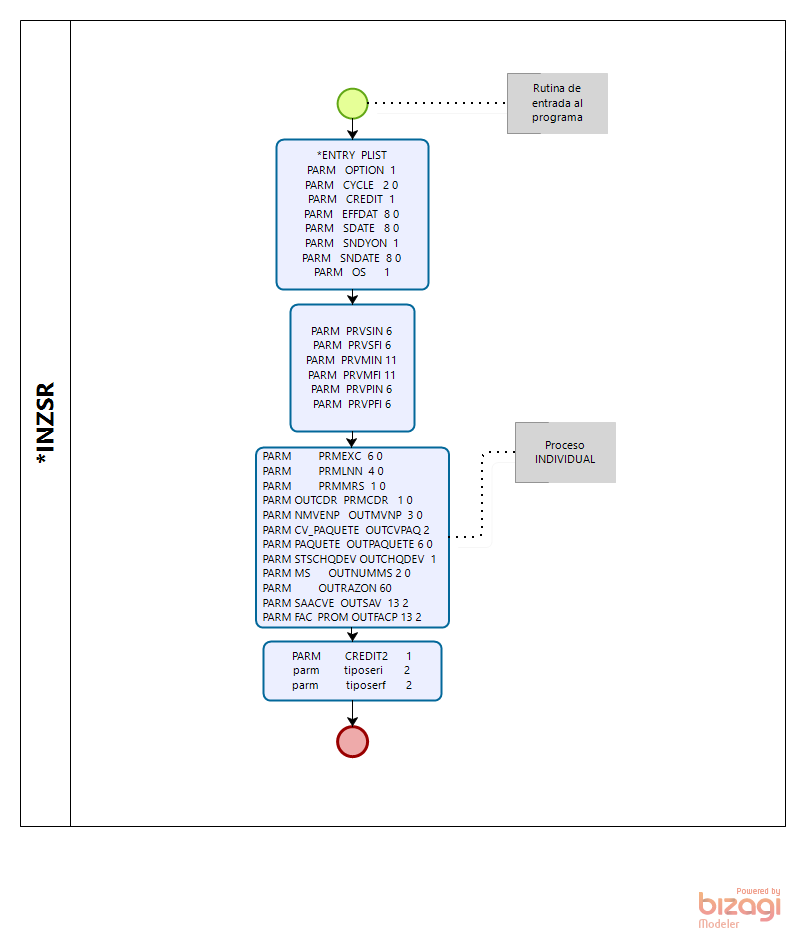 *INZSR
Rutina de
entrada al
programa
*ENTRY PLIST
PARM OPTION 1
PARM CYCLE 2 0
PARM CREDIT 1
PARM EFFDAT 8 0
PARM SDATE 8 0
PARM SNDYON 1
PARM SNDATE 8 0
PARM OS 1
PARM PRVSIN 6
PARM PRVSFI 6
PARM PRVMIN 11
PARM PRVMFI 11
PARM PRVPIN 6
PARM PRVPFI 6
Proceso
INDIVIDUAL
PARM PRMEXC 6 0
PARM PRMLNN 4 0
PARM PRMMRS 1 0
PARM OUTCDR PRMCDR 1 0
PARM NMVENP OUTMVNP 3 0
PARM CV_PAQUETE OUTCVPAQ 2
PARM PAQUETE OUTPAQUETE 6 0
PARM STSCHQDEV OUTCHQDEV 1
PARM MS OUTNUMMS 2 0
PARM OUTRAZON 60
PARM SAACVE OUTSAV 13 2
PARM FAC PROM OUTFACP 13 2
PARM CREDIT2 1
parm tiposeri 2
parm tiposerf 2
Powered by
bizagi
Modeler